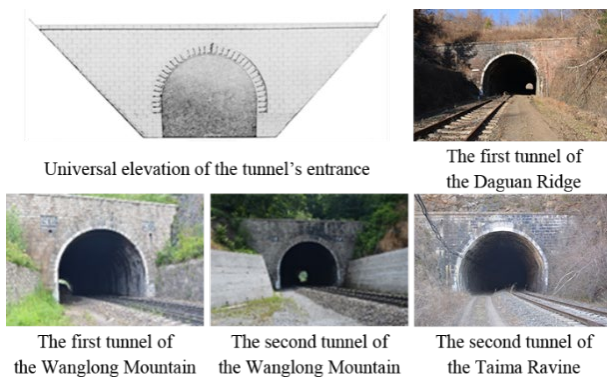 Universal elevation of the tunnel's entrance
The first tunnel of
the Daguan Ridge
The first tunnel of
the Wanglong Mountain
The second tunnel of
the Wanglong Mountain
The second tunnel of
the Taima Ravine